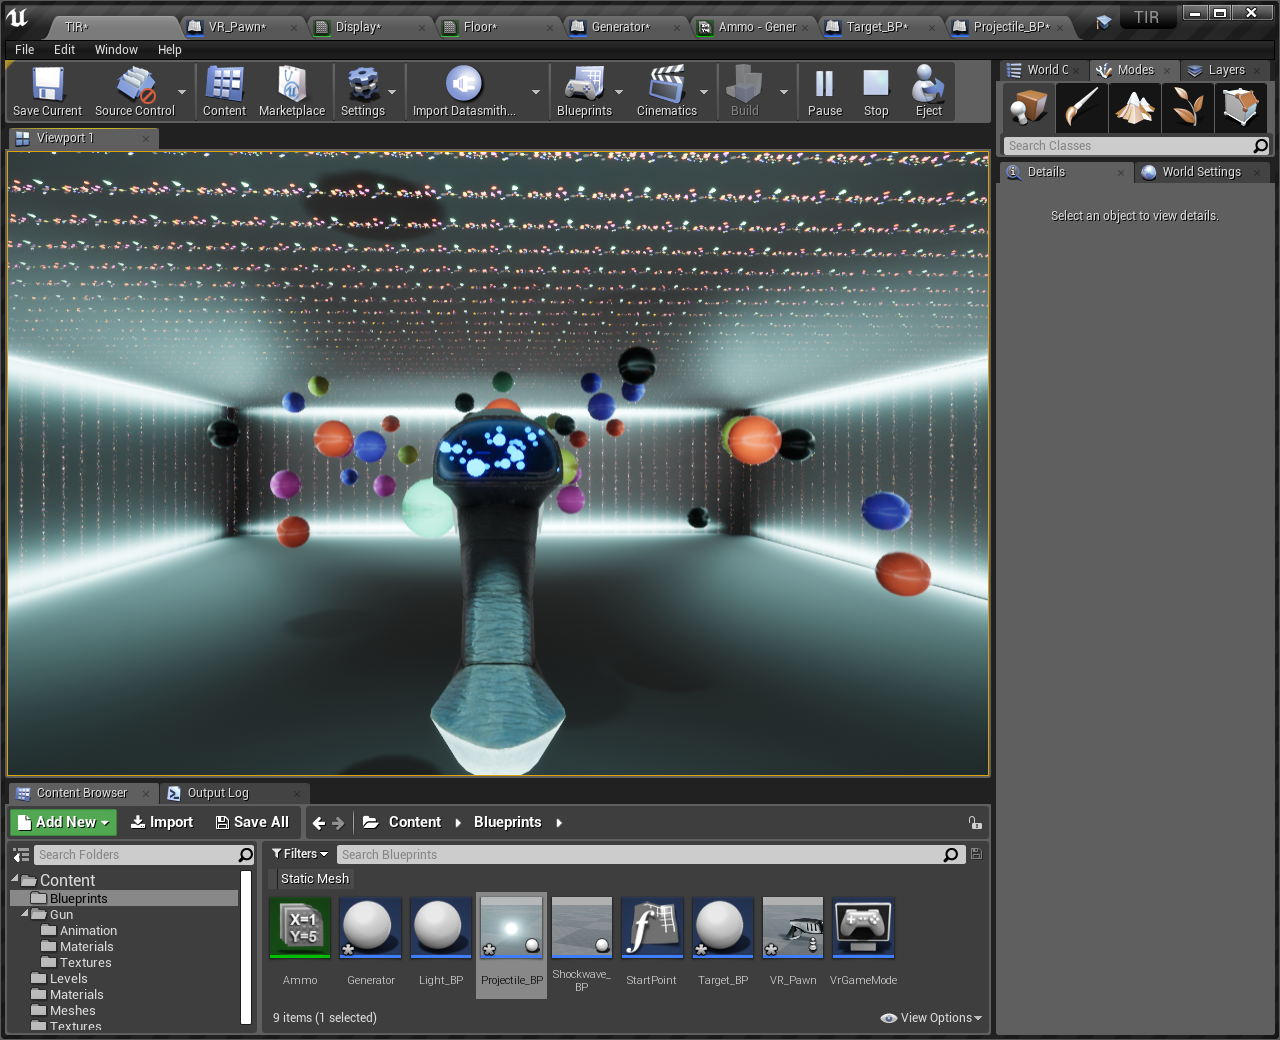 TIR*
VR_Pawn*
Display*
Floor*
Generator*
Ammo - Gener
Target_BP*
Projectile_BP*
TIR
File
Edit
Window
Help
Save Current
Source Control
Content
Marketplace
Settings
Import Datasmith...
Blueprints
Cinematics
Build
Pause
Stop
Eject
World C
Modes
Layers
Search Classes
Viewport 1
Details
World Settings
Select an object to view details.
Content Browser
Output Log
Add New
Import
Save All
Content
Blueprints
Search Folders
Filters
Search Blueprints
Static Mesh
Content
Blueprints
Gun
Animation
Materials
Textures
Levels
Materials
Meshes
Textures
X=1
Y=5
Ammo
Generator
Light_BP
Projectile_BP
Shockwave_
BP
StartPoint
Target_BP
VR_Pawn
VrGameMode
9 items (1 selected)
View Options